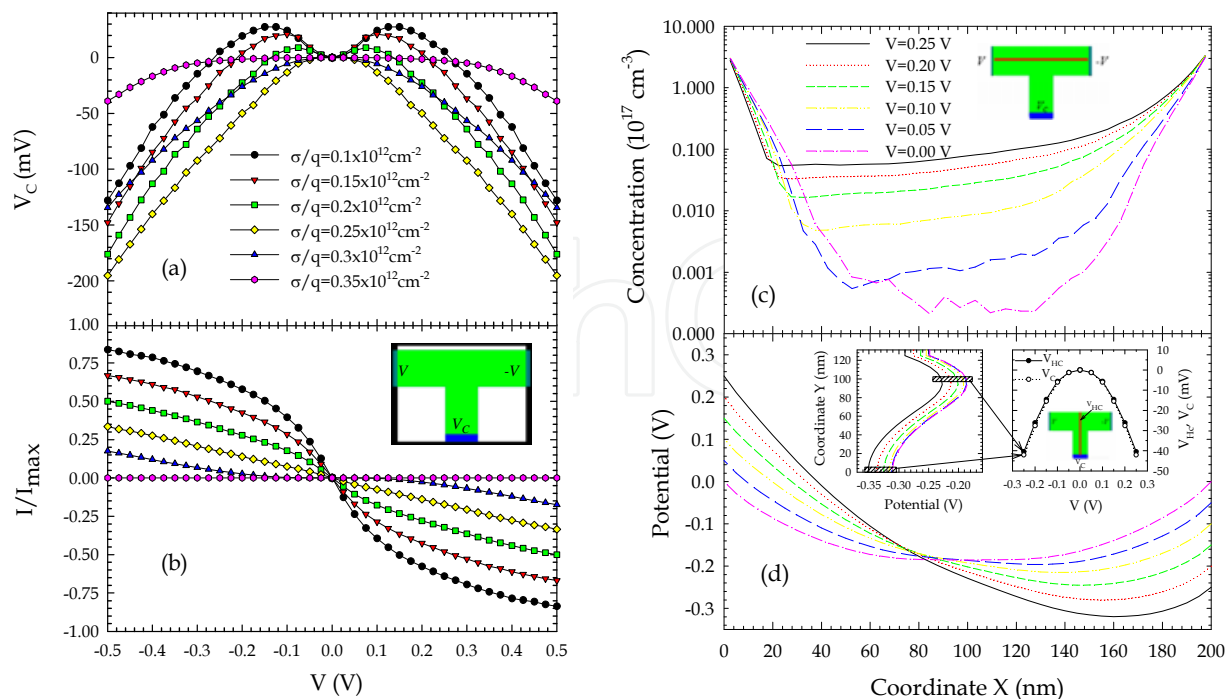 0
-50
-100
-150
-200
V_C (mV)
σ/q=0.1x10^12cm^-2
σ/q=0.15x10^12cm^-2
σ/q=0.2x10^12cm^-2
σ/q=0.25x10^12cm^-2
σ/q=0.3x10^12cm^-2
σ/q=0.35x10^12cm^-2
(a)
1.00
0.75
0.50
0.25
0.00
-0.25
-0.50
-0.75
-1.00
I/I_max
V
-V
V_C
(b)
-0.5 -0.4 -0.3 -0.2 -0.1 0.0 0.1 0.2 0.3 0.4 0.5
V (V)
10.000
1.000
0.100
0.010
0.001
0.000
Concentration (10^17 cm^-3)
V=0.25 V
V=0.20 V
V=0.15 V
V=0.10 V
V=0.05 V
V=0.00 V
V
-V
V_C
(c)
0.3
0.2
0.1
0.0
-0.1
-0.2
-0.3
Potential (V)
120
100
80
60
40
20
0
Coordinate Y (nm)
-0.35 -0.30 -0.25 -0.20
Potential (V)
V_HC
V_C
V_HC
10
0
-10
-20
-30
-40
-50
V_HC, V_C (mV)
-0.3 -0.2 -0.1 0.0 0.1 0.2 0.3
V (V)
(d)
0 20 40 60 80 100 120 140 160 180 200
Coordinate X (nm)